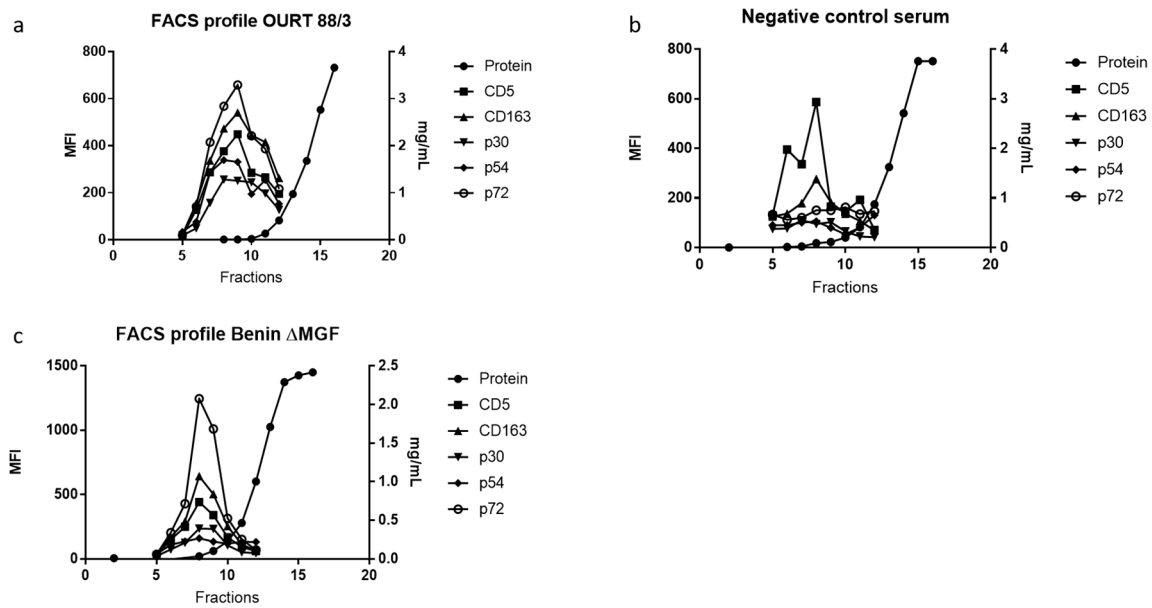 a
FACS profile OURT 88/3
800
600
400
200
0
MFI
4
3
2
1
0
mg/mL
0
5
10
15
20
Fractions
Protein
CD5
CD163
p30
p54
p72
b
Negative control serum
800
600
400
200
0
MFI
4
3
2
1
0
mg/mL
0
5
10
15
20
Fractions
Protein
CD5
CD163
p30
p54
p72
c
FACS profile Benin ΔMGF
1500
1000
500
0
MFI
2.5
2.0
1.5
1.0
0.5
0.0
mg/mL
0
5
10
15
20
Fractions
Protein
CD5
CD163
p30
p54
p72